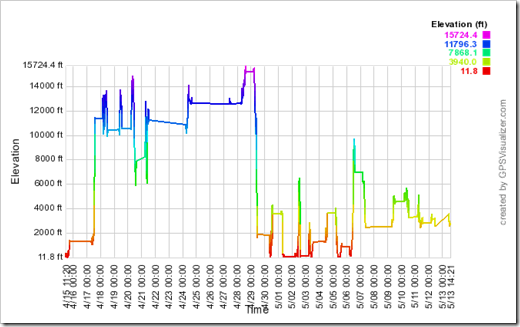 Elevation (ft)
15724.4
11796.3
7868.1
3940.0
11.8
15724.4 ft
14000 ft
12000 ft
10000 ft
8000 ft
6000 ft
4000 ft
2000 ft
11.8 ft
Elevation
4/15 11:20
4/16 00:00
4/17 00:00
4/18 00:00
4/19 00:00
4/20 00:00
4/21 00:00
4/22 00:00
4/23 00:00
4/24 00:00
4/25 00:00
4/26 00:00
4/27 00:00
4/28 00:00
4/29 00:00
4/30 00:00
5/01 00:00
5/02 00:00
5/03 00:00
5/04 00:00
5/05 00:00
5/06 00:00
5/07 00:00
5/08 00:00
5/09 00:00
5/10 00:00
5/11 00:00
5/12 00:00
5/13 00:00
5/13 14:21
Time
created by GPSVisualizer.com